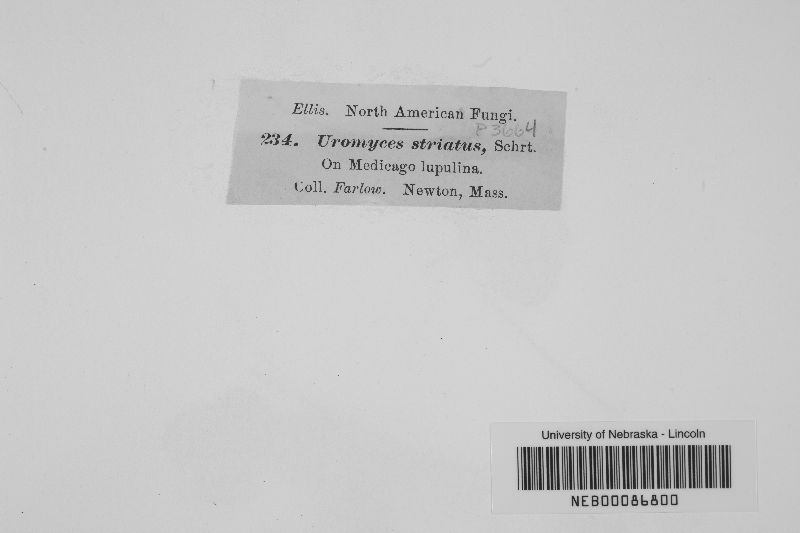 Ellis. North American Fungi.
P3664
234. Uromyces striatus, Schrt.
On Medicago lupulina.
Coll. Farlow. Newton, Mass.
University of Nebraska - Lincoln
NEB00086800